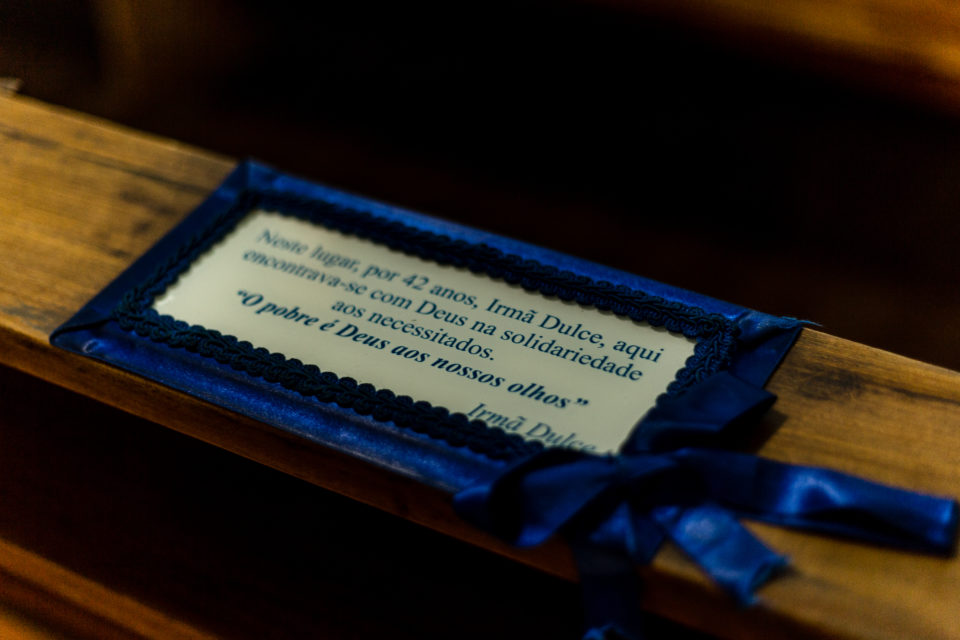 Neste lugar, por 42 anos, Irmã Dulce, aqui
encontrava-se com Deus na solidariedade
aos necessitados.
“O pobre é Deus aos nossos olhos”
Irmã Dulce